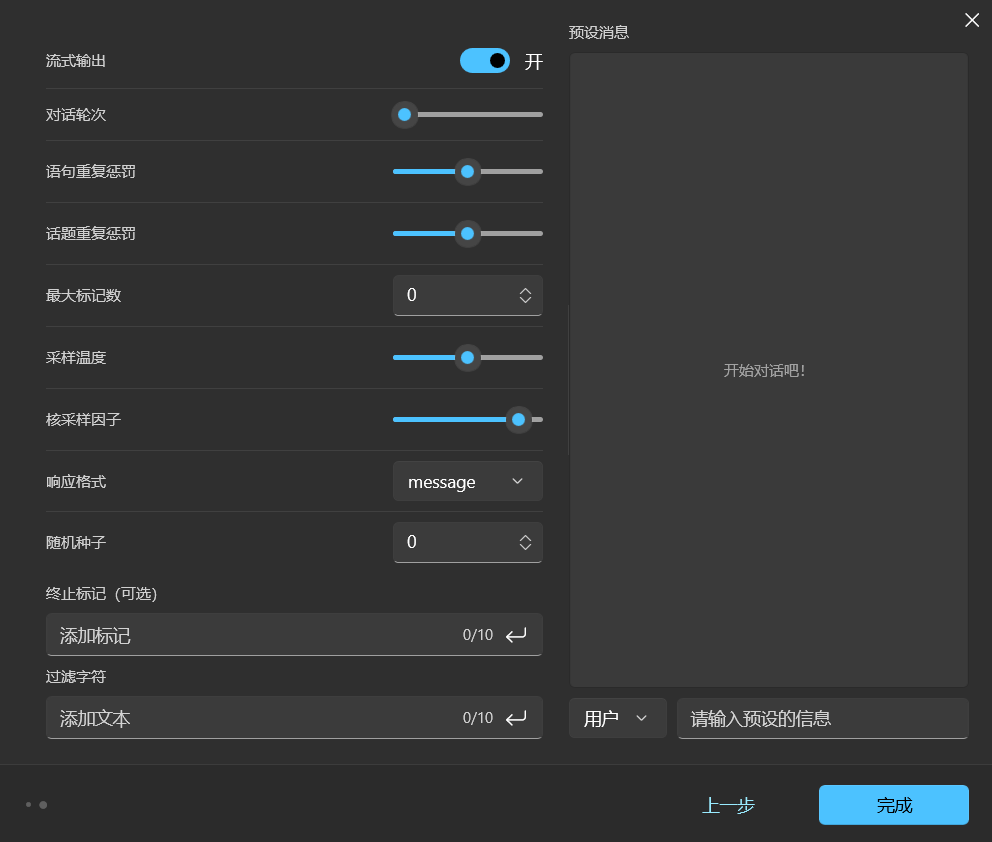 流式输出
开
对话轮次
语句重复惩罚
话题重复惩罚
最大标记数
0
采样温度
核采样因子
响应格式
message
随机种子
0
终止标记（可选）
添加标记
0/10
过滤字符
添加文本
0/10
预设消息
开始对话吧！
用户
请输入预设的信息
上一步
完成